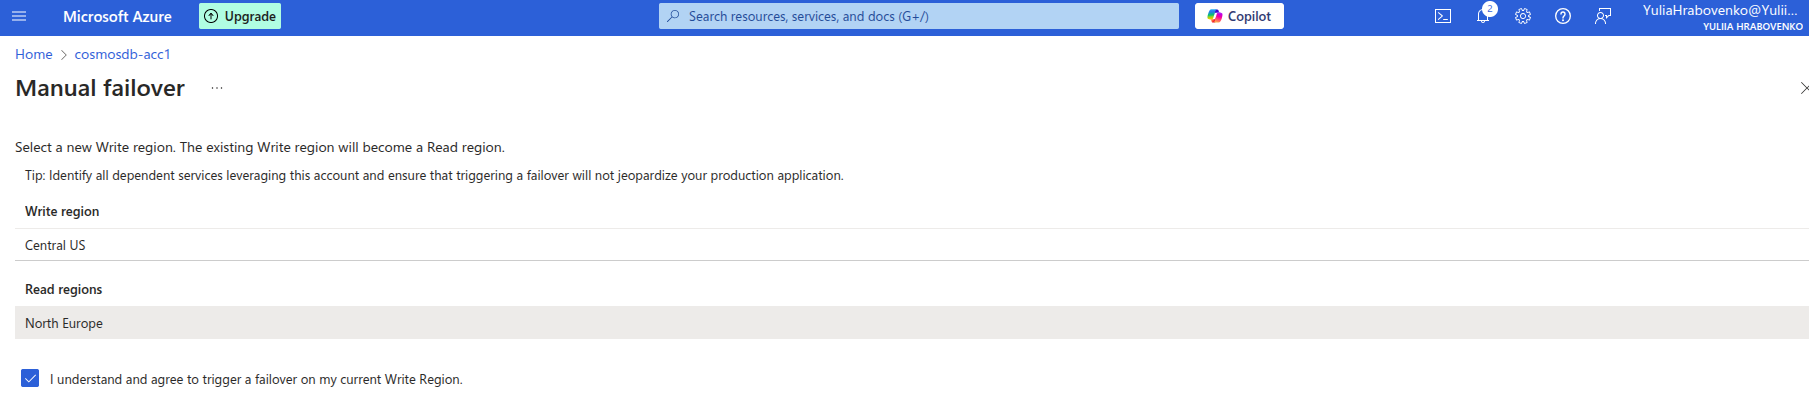 Microsoft Azure
Upgrade
Search resources, services, and docs (G+/)
Copilot
2
YuliaHrabovenko@Yulii...
YULIIA HRABOVENKO
Home > cosmosdb-acc1
Manual failover ...
Select a new Write region. The existing Write region will become a Read region.
Tip: Identify all dependent services leveraging this account and ensure that triggering a failover will not jeopardize your production application.
Write region
Central US
Read regions
North Europe
I understand and agree to trigger a failover on my current Write Region.